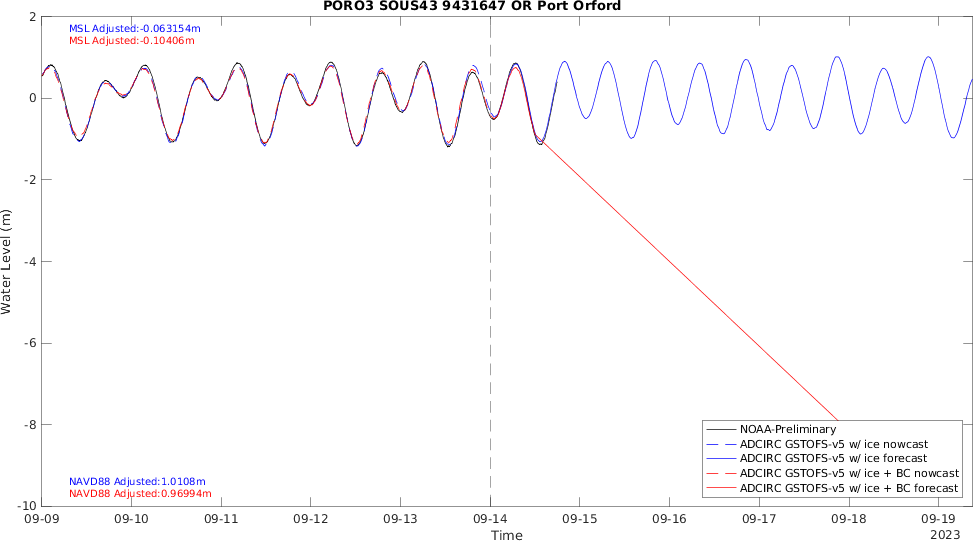 PORO3 SOUS43 9431647 OR Port Orford
MSL Adjusted:-0.063154m
MSL Adjusted:-0.10406m
2
0
-2
-4
-6
-8
-10
Water Level (m)
NOAA-Preliminary
ADCIRC GSTOFS-v5 w/ ice nowcast
ADCIRC GSTOFS-v5 w/ ice forecast
ADCIRC GSTOFS-v5 w/ ice + BC nowcast
ADCIRC GSTOFS-v5 w/ ice + BC forecast
NAVD88 Adjusted:1.0108m
NAVD88 Adjusted:0.96994m
09-09 09-10 09-11 09-12 09-13 09-14 09-15 09-16 09-17 09-18 09-19
Time
2023